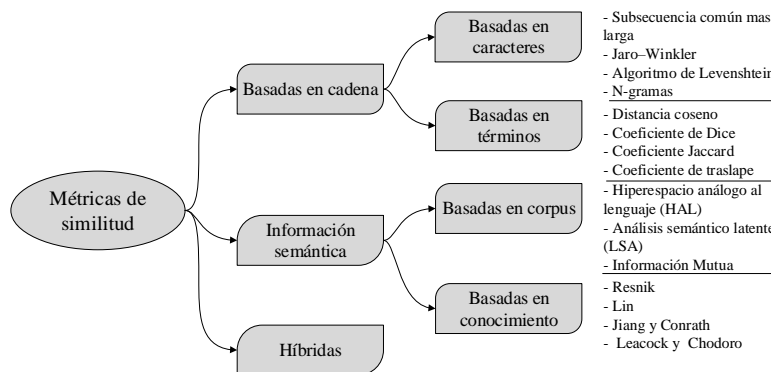 Métricas de
similitud
Basadas en cadena
Información
semántica
Híbridas
Basadas en
caracteres
Basadas en
términos
Basadas en corpus
Basadas en
conocimiento
- Subsecuencia común mas
larga
- Jaro–Winkler
- Algoritmo de Levenshtein
- N-gramas
- Distancia coseno
- Coeficiente de Dice
- Coeficiente Jaccard
- Coeficiente de traslape
- Hiperespacio análogo al
lenguaje (HAL)
- Análisis semántico latente
(LSA)
- Información Mutua
- Resnik
- Lin
- Jiang y Conrath
- Leacock y Chodoro